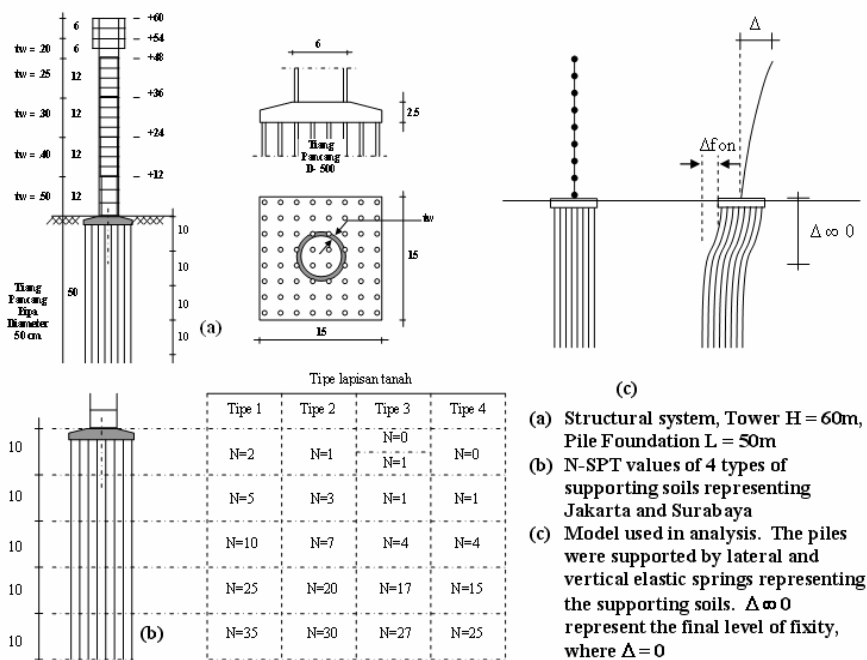 +60
6
+54
tw = .20
6
+48
tw = .25
12
+36
tw = .30
12
+24
tw = .40
12
+12
tw = .50
12
10
10
10
10
50
Tiang
Pancang
Pipa
Diameter
50 cm
(a)
6
2.5
Tiang
Pancang
D- 500
tw
15
15
Δ
Δfon
Δ ∞ 0
(c)
Tipe lapisan tanah
Tipe 1 Tipe 2 Tipe 3 Tipe 4
N=2 N=1 N=0 N=0
N=1
N=5 N=3 N=1 N=1
N=10 N=7 N=4 N=4
N=25 N=20 N=17 N=15
N=35 N=30 N=27 N=25
10
10
10
10
10
(b)
(a) Structural system, Tower H = 60m,
Pile Foundation L = 50m
(b) N-SPT values of 4 types of
supporting soils representing
Jakarta and Surabaya
(c) Model used in analysis. The piles
were supported by lateral and
vertical elastic springs representing
the supporting soils. Δ∞0
represent the final level of fixity,
where Δ=0